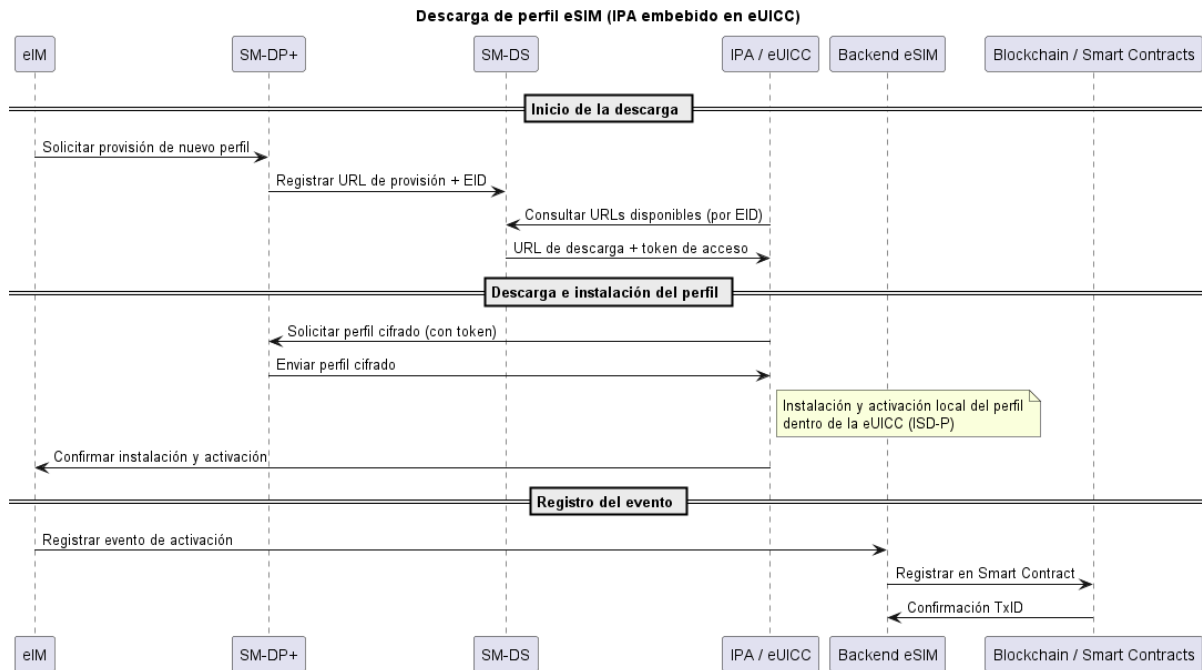 Descarga de perfil eSIM (IPA embebido en eUICC)
eIM
SM-DP+
SM-DS
IPA / eUICC
Backend eSIM
Blockchain / Smart Contracts
Inicio de la descarga
Solicitar provisión de nuevo perfil
Registrar URL de provisión + EID
Consultar URLs disponibles (por EID)
URL de descarga + token de acceso
Descarga e instalación del perfil
Solicitar perfil cifrado (con token)
Enviar perfil cifrado
Instalación y activación local del perfil
dentro de la eUICC (ISD-P)
Confirmar instalación y activación
Registro del evento
Registrar evento de activación
Registrar en Smart Contract
Confirmación TxID
eIM
SM-DP+
SM-DS
IPA / eUICC
Backend eSIM
Blockchain / Smart Contracts